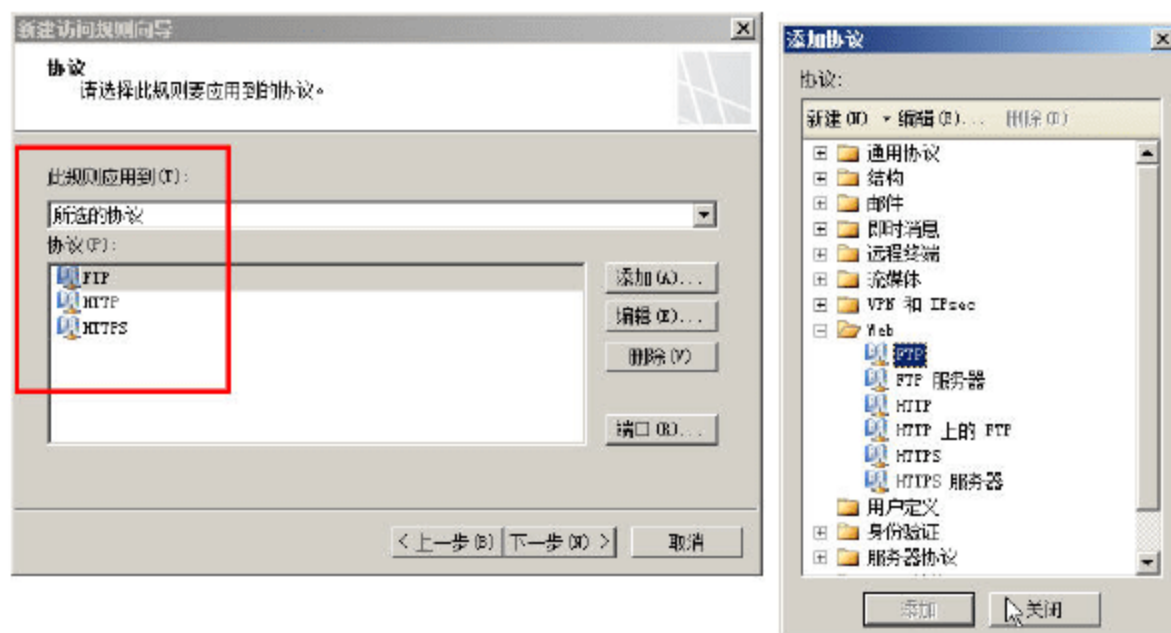 新建访问规则向导
协议
请选择此规则要应用到的协议。
此规则应用到(T):
所选的协议
协议(P):
FTP
HTTP
HTTPS
添加(A)...
编辑(E)...
删除(V)
端口(R)...
< 上一步(B)
下一步(N) >
取消
添加协议
协议:
新建(W) 编辑(E)... 删除(D)
通用协议
结构
邮件
即时消息
远程终端
流媒体
VPN 和 IPsec
Web
FTP
FTP 服务器
HTTP
HTTP 上的 FTP
HTTPS
HTTPS 服务器
用户定义
身份验证
服务器协议
添加
关闭